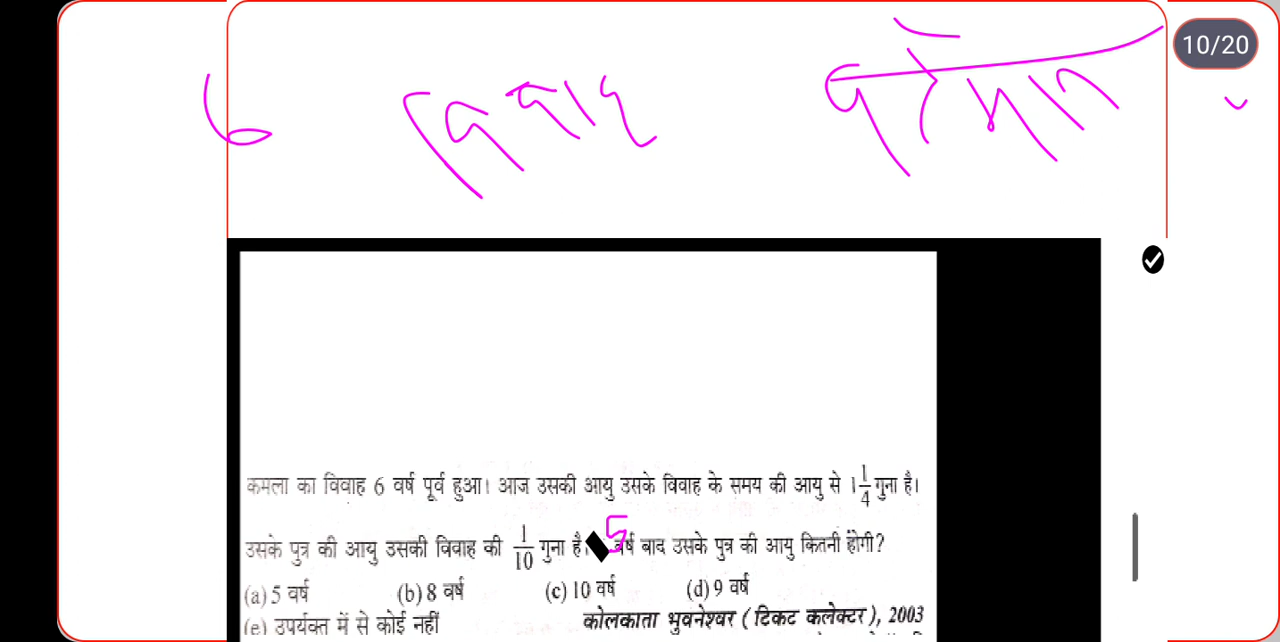 10/20
6 विवाह वर्तमान
कमला का विवाह 6 वर्ष पूर्व हुआ। आज उसकी आयु उसके विवाह के समय की आयु से 1 1/4 गुना है।
उसके पुत्र की आयु उसकी विवाह की 1/10 गुना है। 5 वर्ष बाद उसके पुत्र की आयु कितनी होगी?
(a) 5 वर्ष (b) 8 वर्ष (c) 10 वर्ष (d) 9 वर्ष
(e) उपर्यक्त में से कोई नहीं कोलकाता भुवनेश्वर ( टिकट कलेक्टर ), 2003